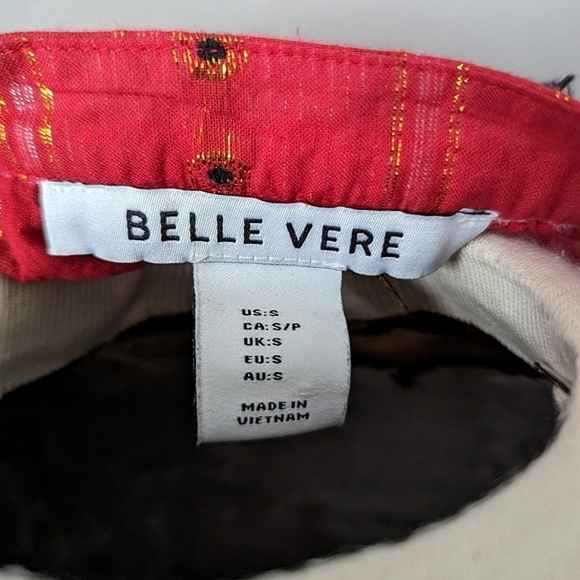 BELLE VERE
US:S
CA:S/P
UK:S
EU:S
AU:S
MADE IN
VIETNAM